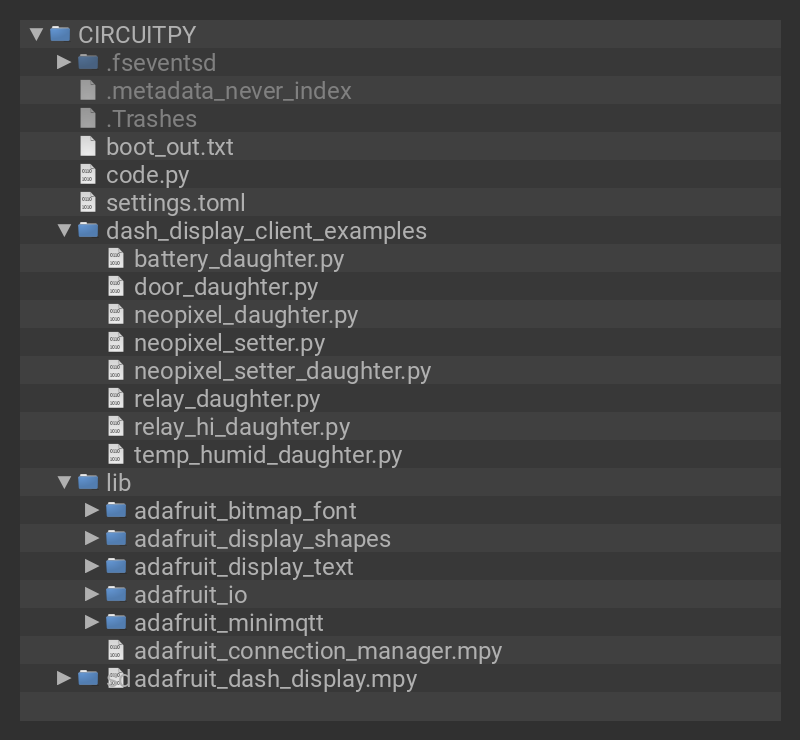 CIRCUITPY
.fseventsd
.metadata_never_index
.Trashes
boot_out.txt
code.py
settings.toml
dash_display_client_examples
battery_daughter.py
door_daughter.py
neopixel_daughter.py
neopixel_setter.py
neopixel_setter_daughter.py
relay_daughter.py
relay_hi_daughter.py
temp_humid_daughter.py
lib
adafruit_bitmap_font
adafruit_display_shapes
adafruit_display_text
adafruit_io
adafruit_minimqtt
adafruit_connection_manager.mpy
adafruit_dash_display.mpy